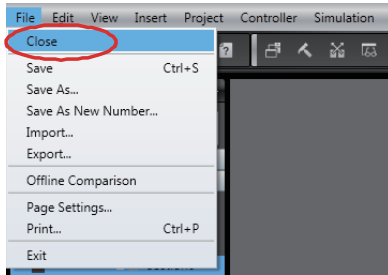 File Edit View Insert Project Controller Simulation
Close
Save Ctrl+S
Save As...
Save As New Number...
Import...
Export...
Offline Comparison
Page Settings...
Print... Ctrl+P
Exit